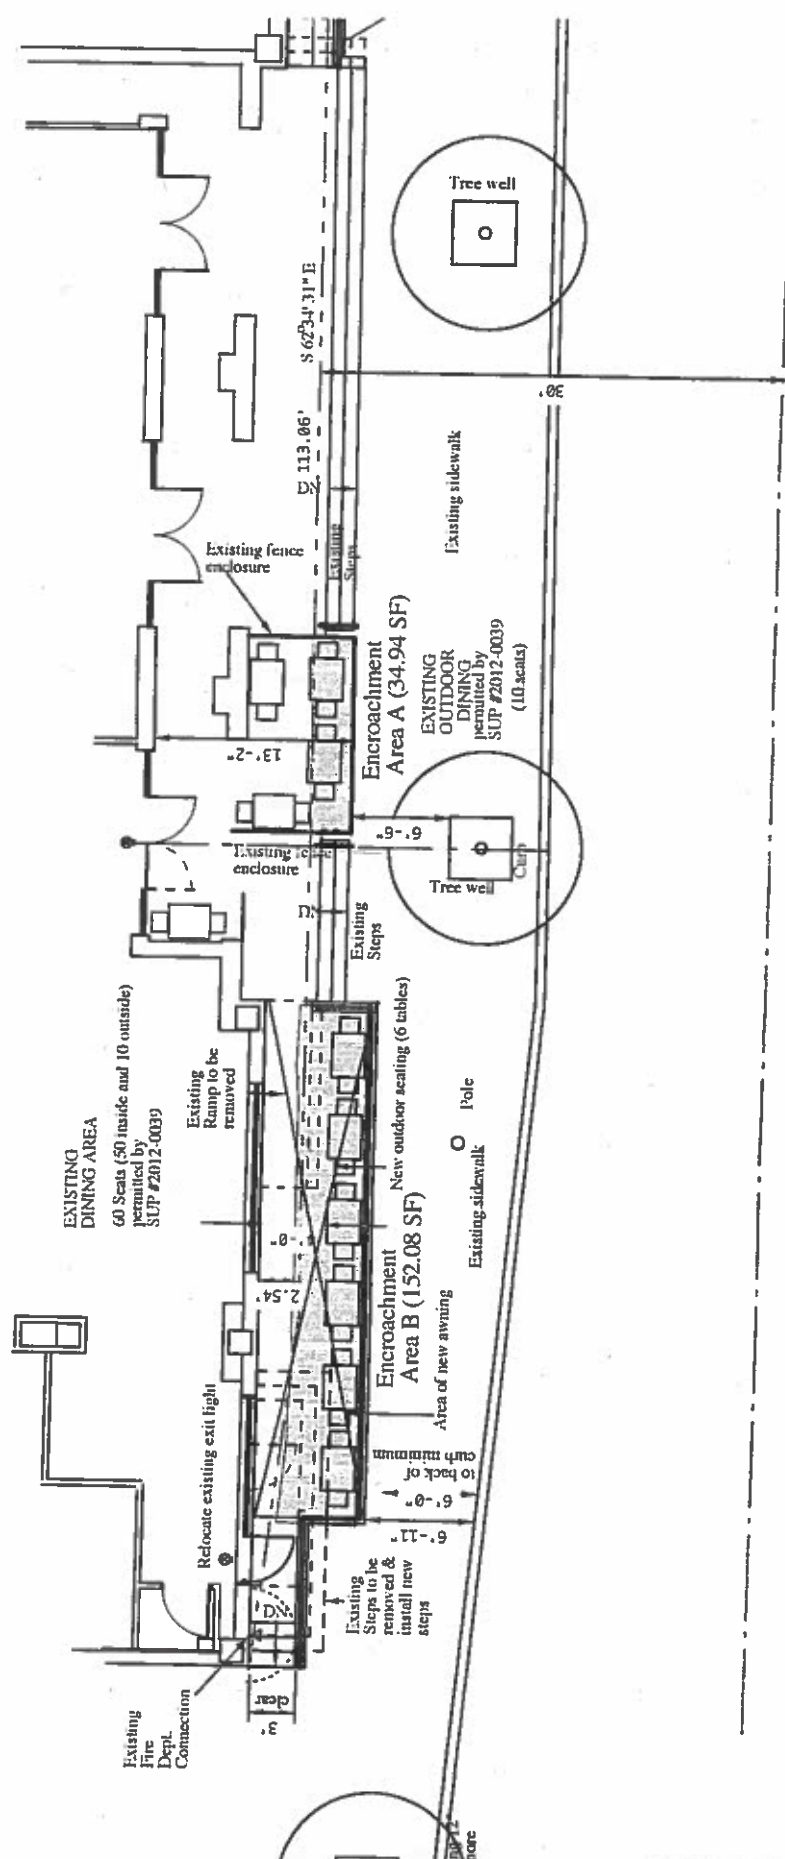 Tree well
S 62°34'31" E
113.06'
DN
30'
Existing sidewalk
Existing
Steps
Existing fence
enclosure
Encroachment
Area A (34.94 SF)
EXISTING
OUTDOOR
DINING
permitted by
SUP #2012-0039
(10 seats)
13'-2"
6'-6"
Existing fence
enclosure
Tree well
Curb
Existing
Steps
EXISTING
DINING AREA
60 Seats (50 inside and 10 outside)
permitted by
SUP #2012-0039
Existing
Ramp to be
removed
New outdoor seating (6 tables)
Pole
Existing sidewalk
2.54'
Encroachment
Area B (152.08 SF)
Area of new awning
6'-0"
to back of
curb minimum
6'-11"
Relocate existing exit light
DN
Existing
Steps to be
removed &
install new
steps
Existing
Fire
Dept.
Connection
3'
clear